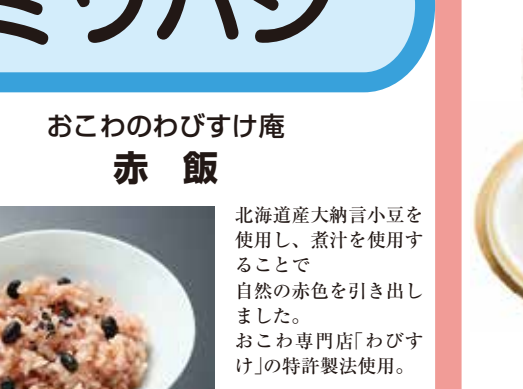 ミツハシ
おこわのわびすけ庵
赤 飯
北海道産大納言小豆を
使用し、煮汁を使用す
ることで
自然の赤色を引き出し
ました。
おこわ専門店「わびす
け」の特許製法使用。